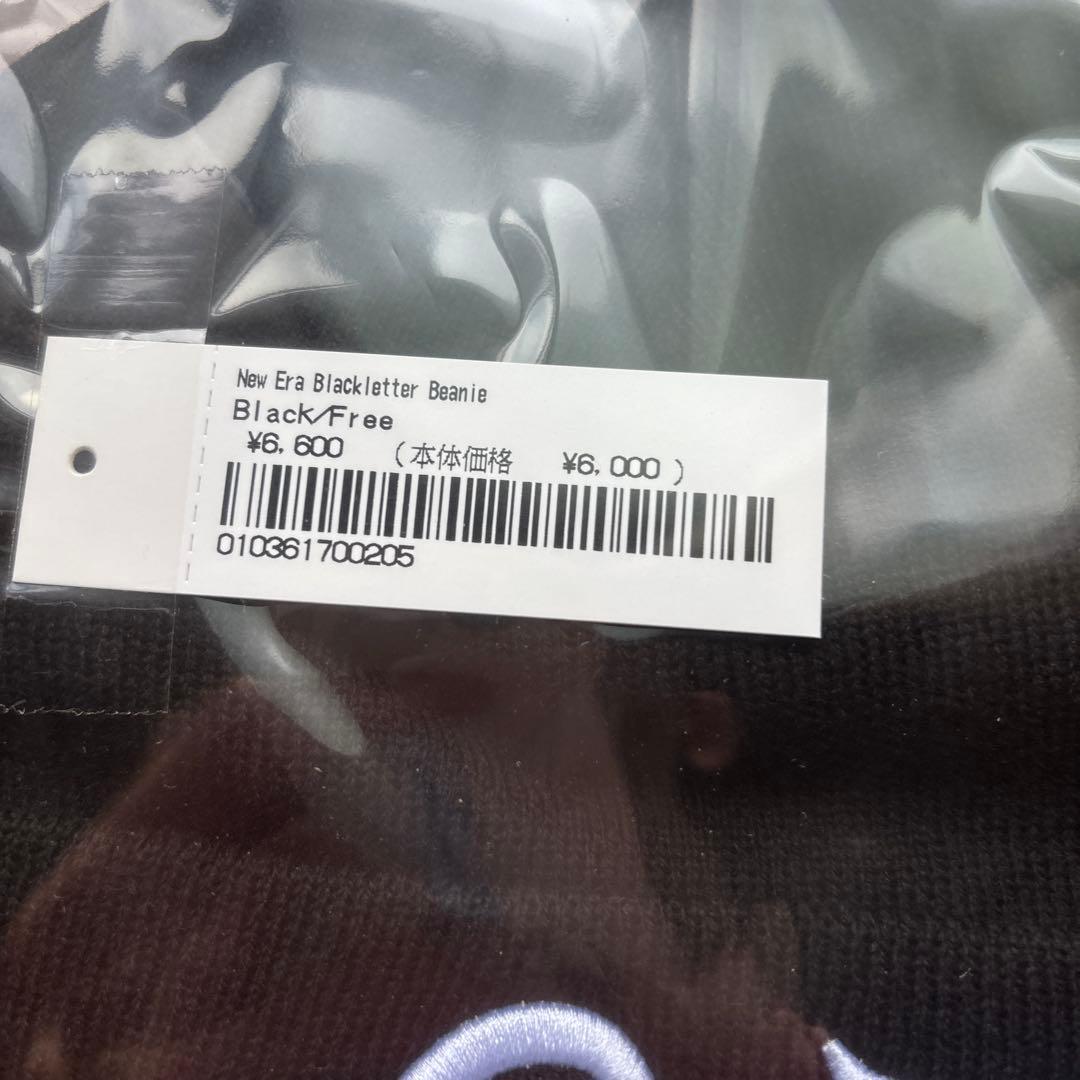 New Era Blackletter Beanie
Black/Free
¥6,600 (本体価格 ¥6,000 )
010361700205